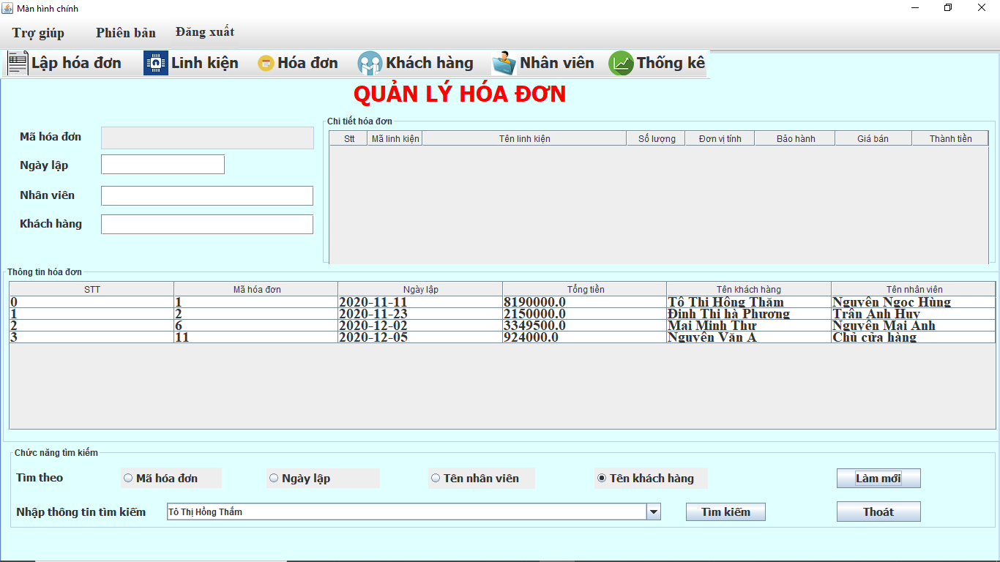 Màn hình chính
Trợ giúp Phiên bản Đăng xuất
Lập hóa đơn Linh kiện Hóa đơn Khách hàng Nhân viên Thống kê
QUẢN LÝ HÓA ĐƠN
Mã hóa đơn
Ngày lập
Nhân viên
Khách hàng
Chi tiết hóa đơn
Stt Mã linh kiện Tên linh kiện Số lượng Đơn vị tính Bảo hành Giá bán Thành tiền
Thông tin hóa đơn
STT Mã hóa đơn Ngày lập Tổng tiền Tên khách hàng Tên nhân viên
0 1 2020-11-11 8190000.0 Tô Thị Hồng Thắm Nguyễn Ngọc Hùng
1 2 2020-11-23 2150000.0 Đinh Thị hà Phương Trần Anh Huy
2 6 2020-12-02 3349500.0 Mai Minh Thư Nguyễn Mai Anh
3 11 2020-12-05 924000.0 Nguyễn Văn A Chủ cửa hàng
Chức năng tìm kiếm
Tìm theo Mã hóa đơn Ngày lập Tên nhân viên Tên khách hàng Làm mới
Nhập thông tin tìm kiếm Tô Thị Hồng Thắm Tìm kiếm Thoát